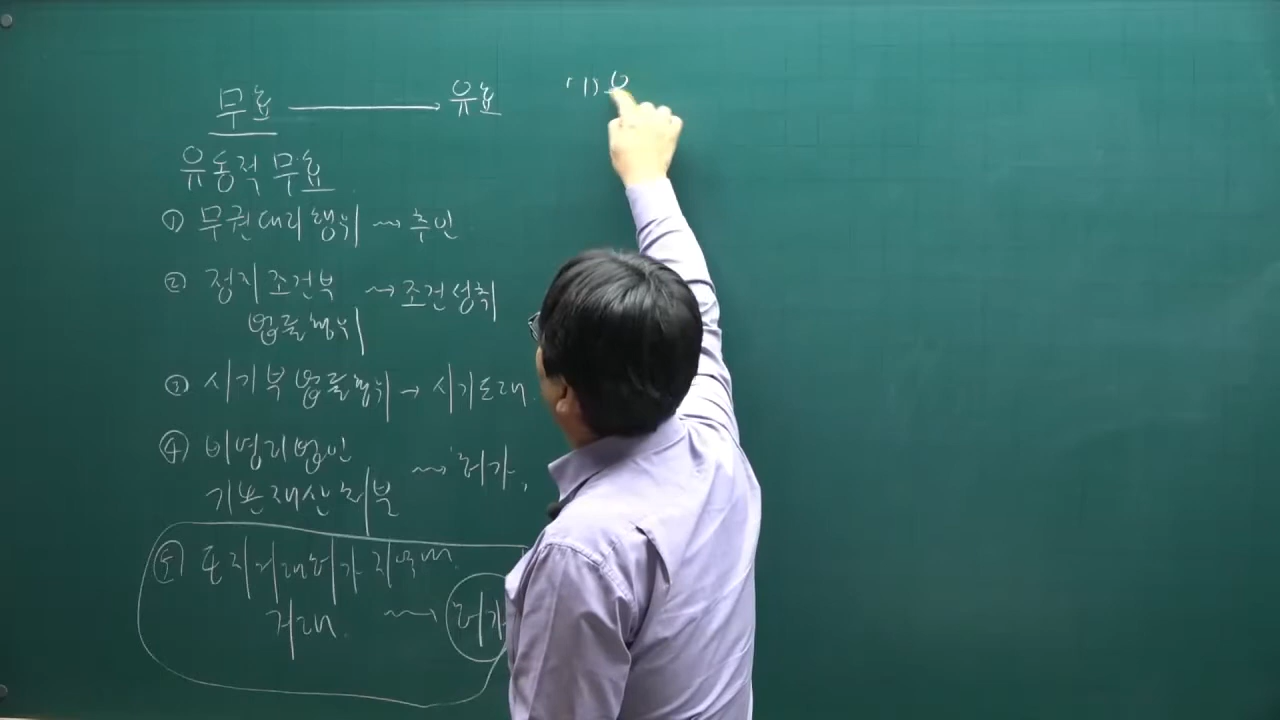 무효 → 유효
유동적 무효
① 무권대리행위 → 추인
② 정지조건부 → 조건성취
법률행위
③ 시기부 법률행위 → 시기도래.
④ 비영리법인
기본재산처분 → 허가,
⑤ 토지거래허가지역內
거래. → 허가
(1)